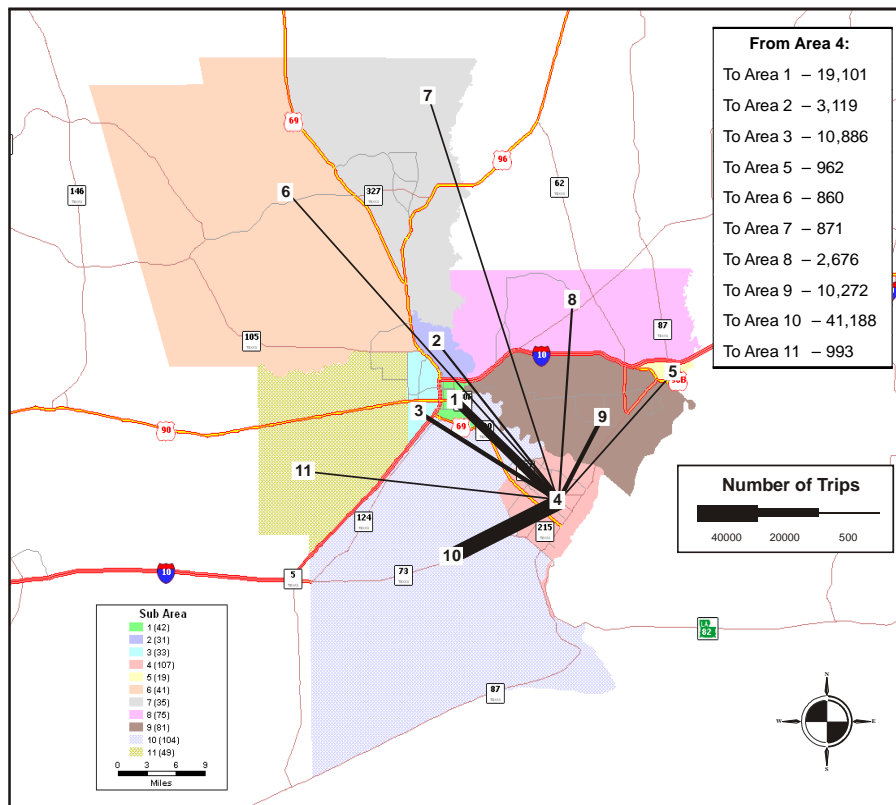 From Area 4:
To Area 1 – 19,101
To Area 2 – 3,119
To Area 3 – 10,886
To Area 5 – 962
To Area 6 – 860
To Area 7 – 871
To Area 8 – 2,676
To Area 9 – 10,272
To Area 10 – 41,188
To Area 11 – 993
7
69
96
6
146
327
62
8
87
105
2
10
5
1
3
69
9
90
11
4
124
215
10
10
5
73
Number of Trips
40000 20000 500
LA
82
87
Sub Area
1 (42)
2 (31)
3 (33)
4 (107)
5 (19)
6 (41)
7 (35)
8 (75)
9 (81)
10 (104)
11 (49)
0 3 6 9
Miles
N
W E
S